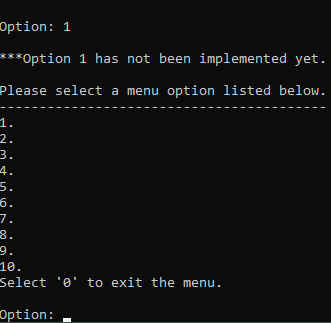 Option: 1
***Option 1 has not been implemented yet.
Please select a menu option listed below.
-----------------------------------------
1.
2.
3.
4.
5.
6.
7.
8.
9.
10.
Select '0' to exit the menu.
Option: